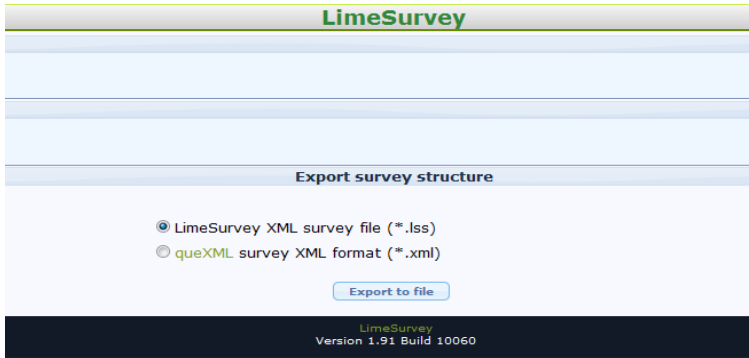 LimeSurvey
Export survey structure
LimeSurvey XML survey file (*.lss)
queXML survey XML format (*.xml)
Export to file
LimeSurvey
Version 1.91 Build 10060